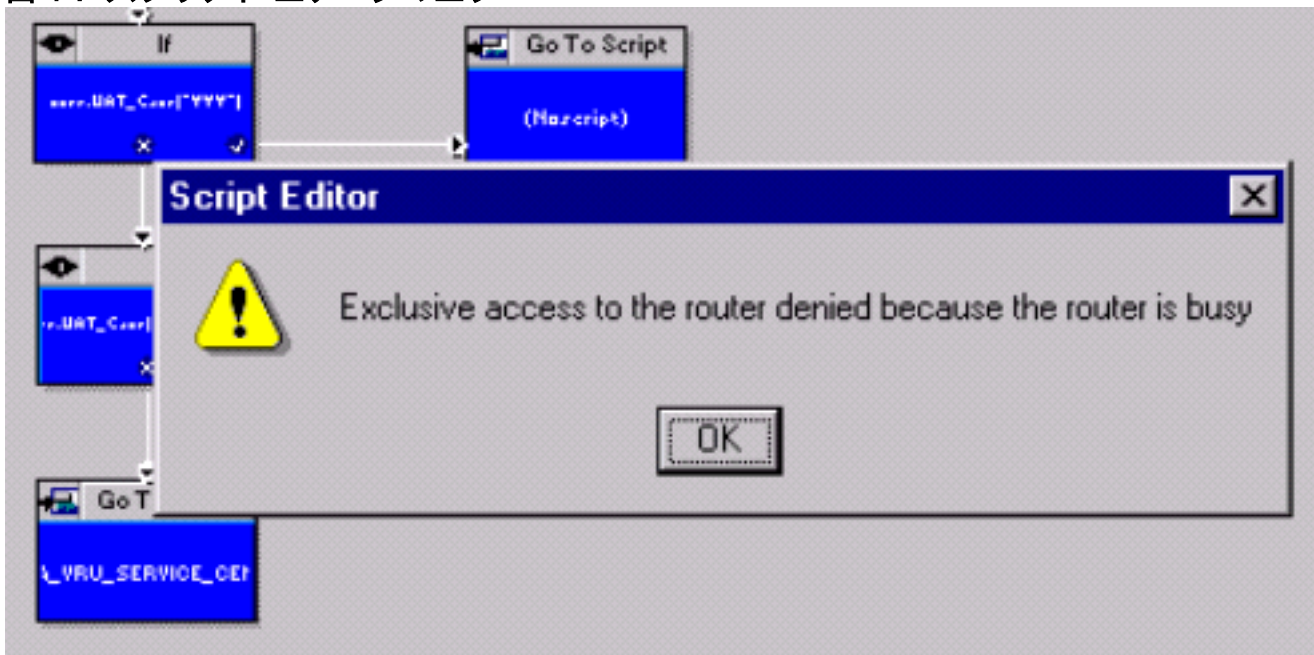 If
Go To Script
(No script)
Script Editor
Exclusive access to the router denied because the router is busy
OK
Go T
_VRU_SERVICE_CEN